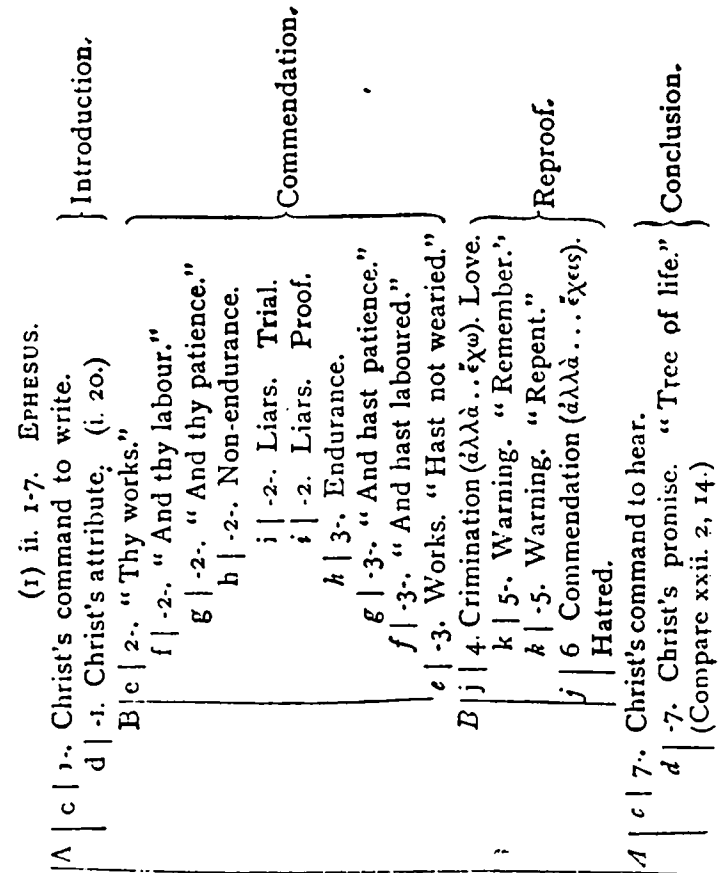 (1) ii. 1-7. EPHESUS.
A | c | 1-. Christ's command to write. } Introduction.
d | -1. Christ's attribute. (i. 20.)
B | e | 2-. “Thy works.”
f | -2-. “And thy labour.”
g | -2-. “And thy patience.”
h | -2-. Non-endurance.
i | -2-. Liars. Trial.
i | -2. Liars. Proof. } Commendation.
h | 3-. Endurance.
g | -3-. “And hast patience.”
f | -3-. “And hast laboured.”
e | -3. Works. “Hast not wearied.”
B | j | 4. Crimination (ἀλλὰ .. ἔχω). Love.
k | 5-. Warning. “Remember.”
k | -5. Warning. “Repent.” } Reproof.
j | 6 Commendation (ἀλλὰ ... ἔχεις).
Hatred.
A | c | 7-. Christ's command to hear.
d | -7. Christ's promise. “Tree of life.” } Conclusion.
(Compare xxii. 2, 14.)